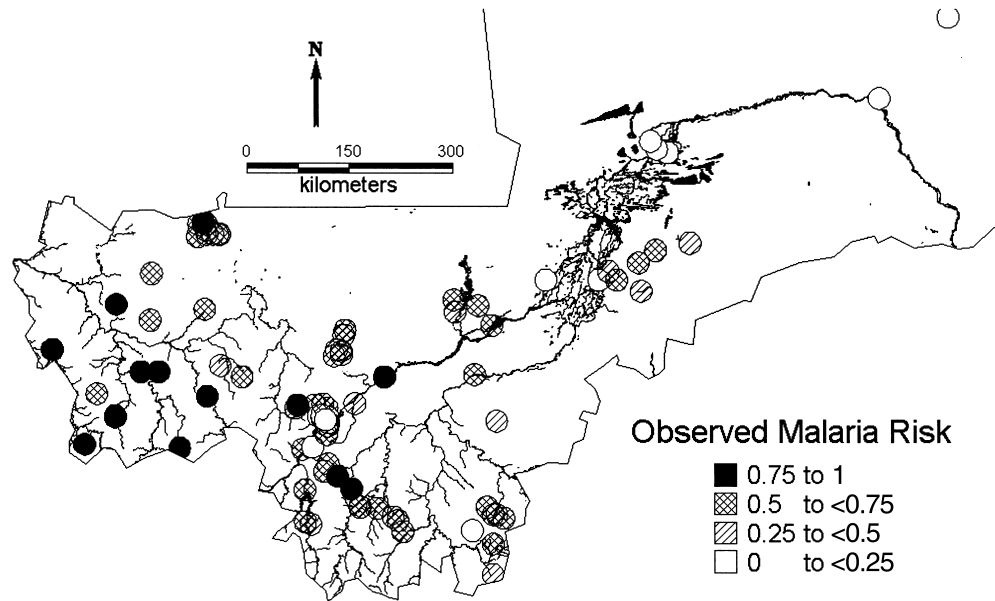 N
0 150 300
kilometers
Observed Malaria Risk
0.75 to 1
0.5 to <0.75
0.25 to <0.5
0 to <0.25